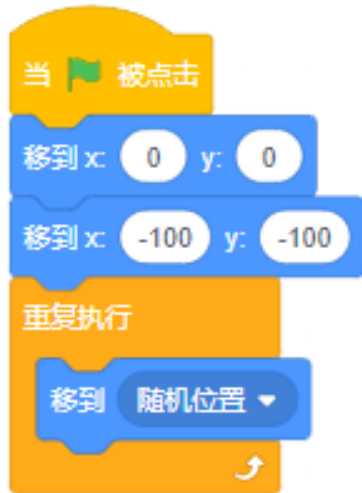 当 被点击
移到 x: 0 y: 0
移到 x: -100 y: -100
重复执行
移到 随机位置